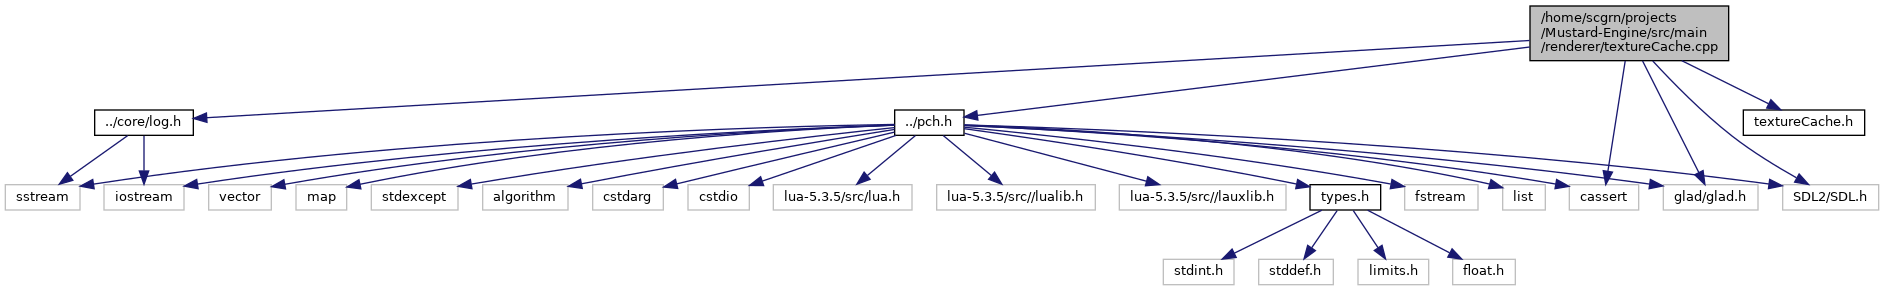 /home/scgrn/projects
/Mustard-Engine/src/main
/renderer/textureCache.cpp
../core/log.h
../pch.h
textureCache.h
sstream
iostream
vector
map
stdexcept
algorithm
cstdarg
cstdio
lua-5.3.5/src/lua.h
lua-5.3.5/src//lualib.h
lua-5.3.5/src//lauxlib.h
types.h
fstream
list
cassert
glad/glad.h
SDL2/SDL.h
stdint.h
stddef.h
limits.h
float.h